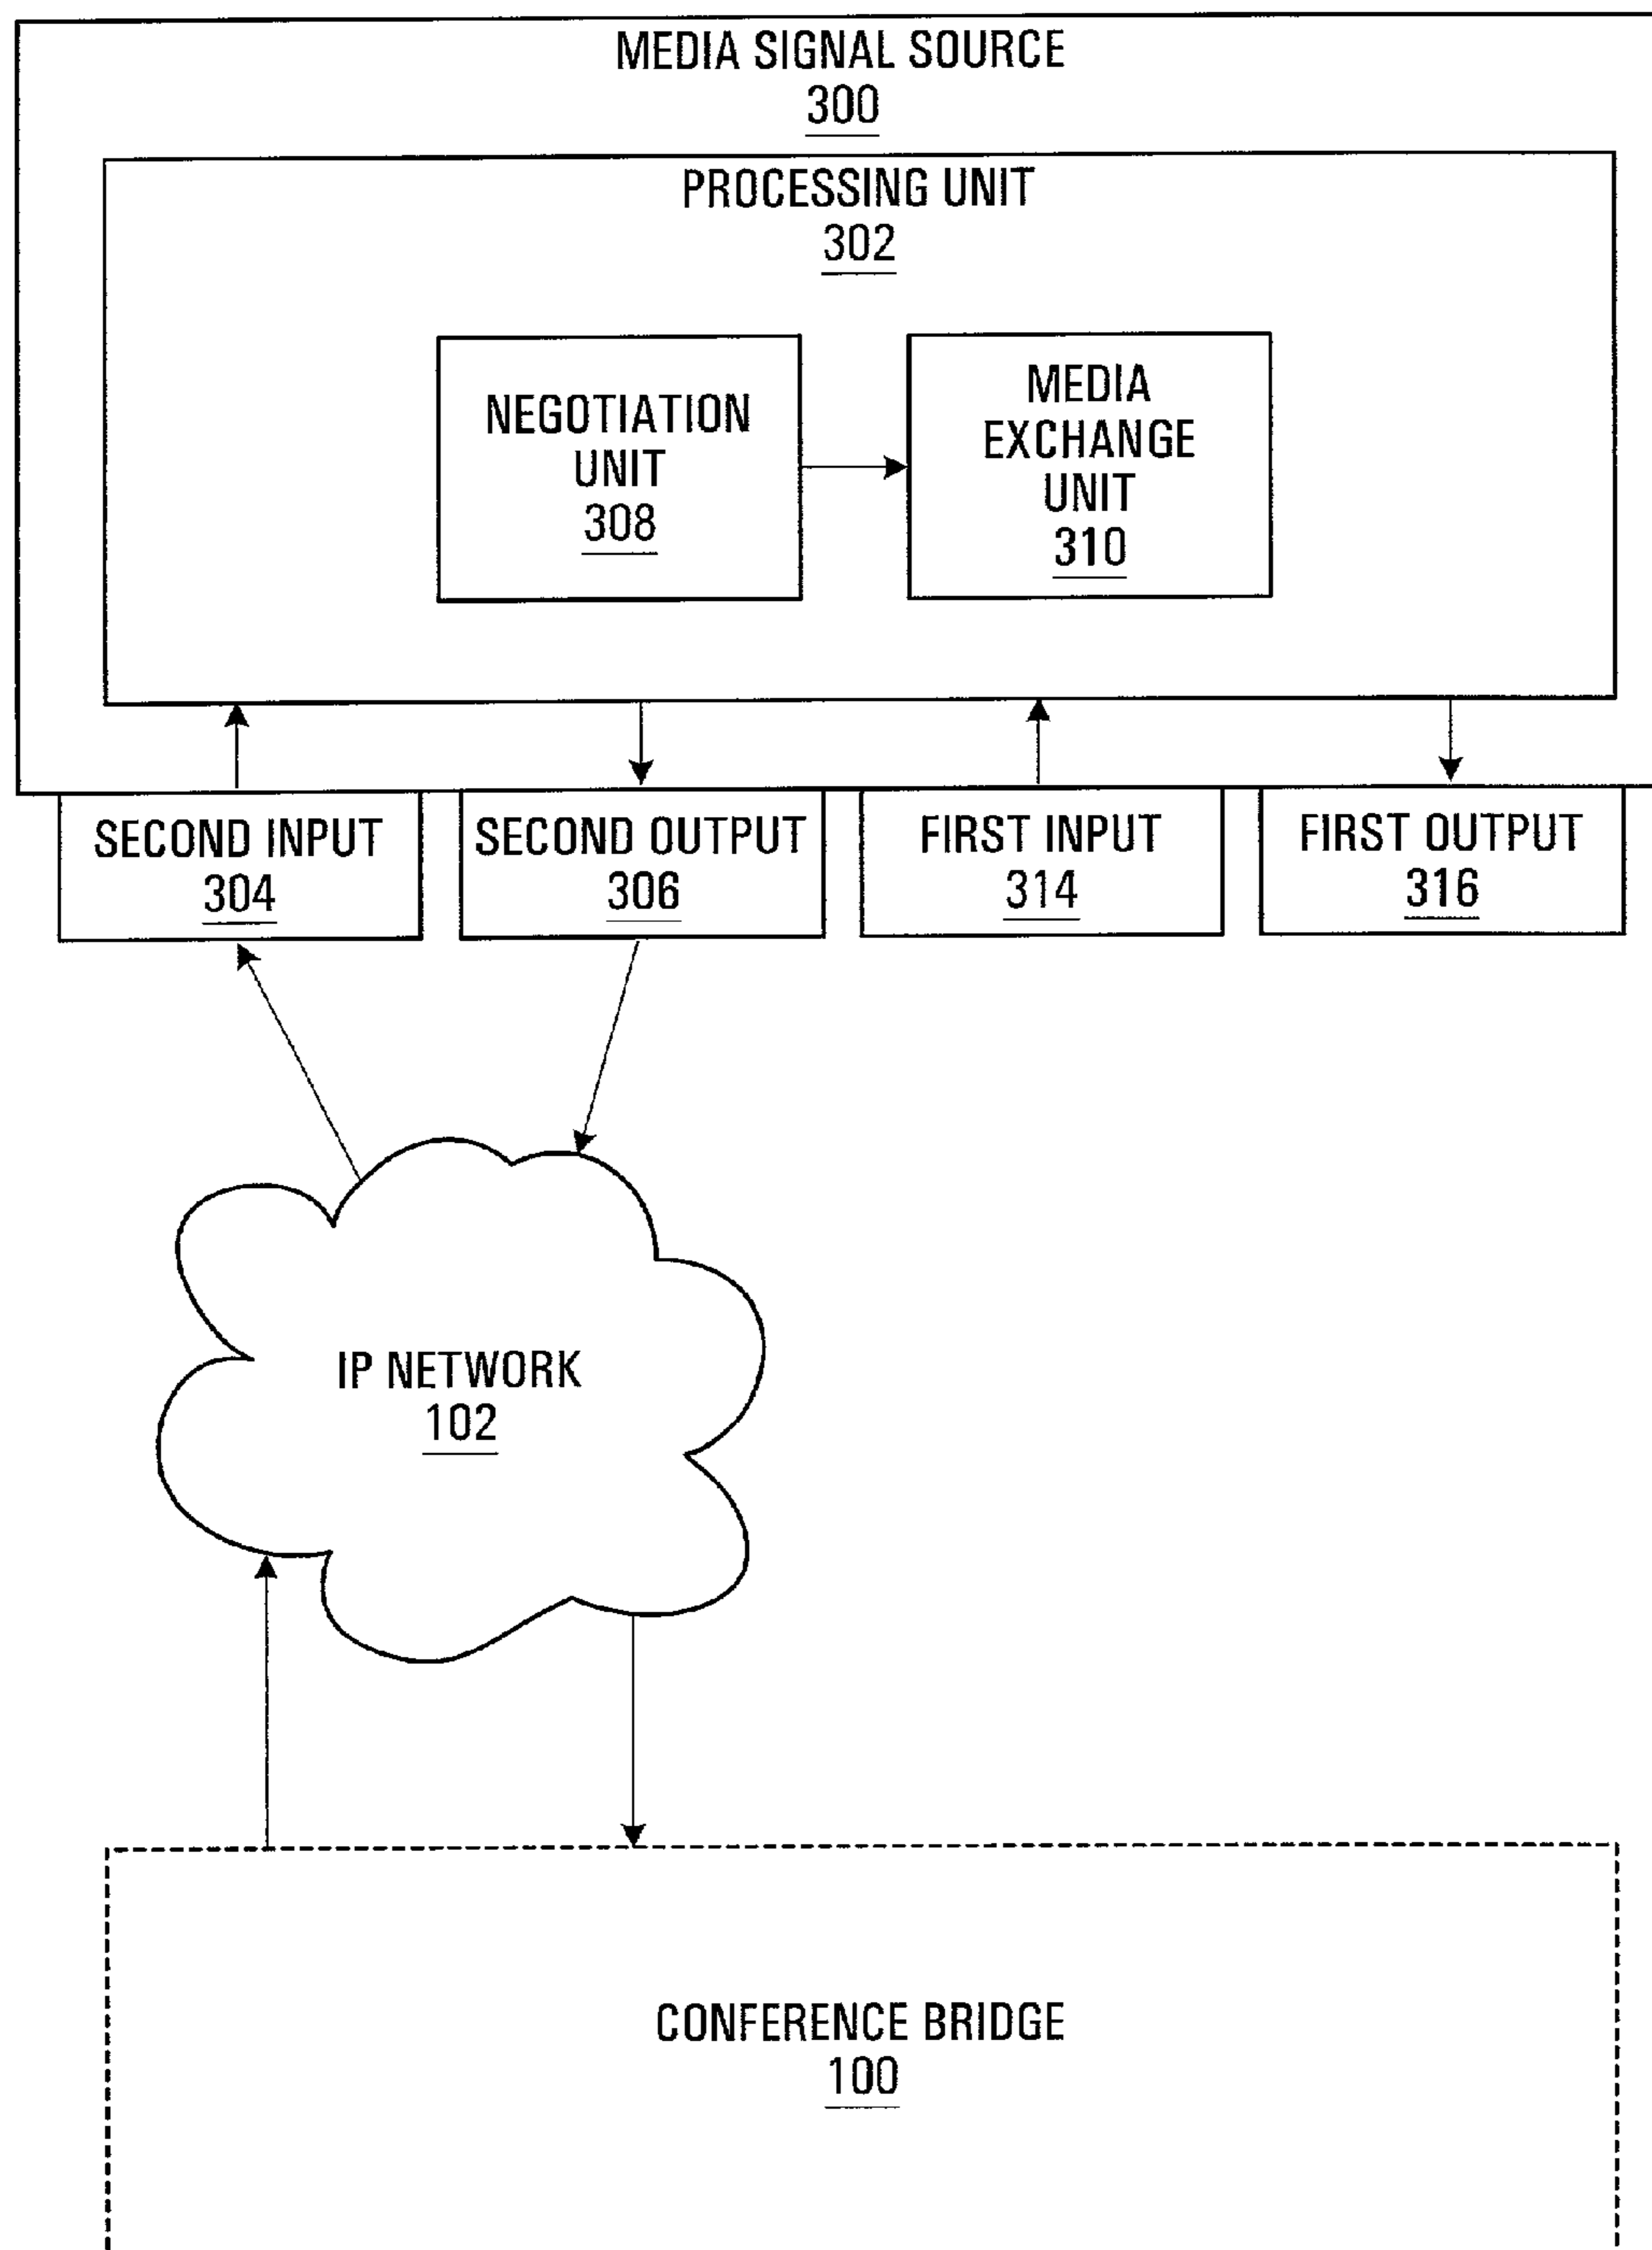 MEDIA SIGNAL SOURCE
300
PROCESSING UNIT
302
NEGOTIATION
UNIT
308
MEDIA
EXCHANGE
UNIT
310
SECOND INPUT
304
SECOND OUTPUT
306
FIRST INPUT
314
FIRST OUTPUT
316
IP NETWORK
102
CONFERENCE BRIDGE
100